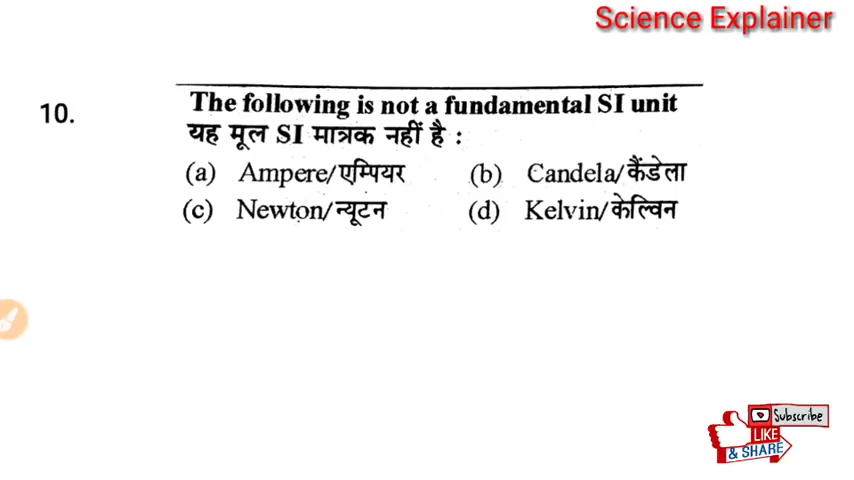 Science Explainer
10.
The following is not a fundamental SI unit
यह मूल SI मात्रक नहीं है :
(a) Ampere/एम्पियर (b) Candela/कैंडेला
(c) Newton/न्यूटन (d) Kelvin/केल्विन
Subscribe
LIKE
& SHARE